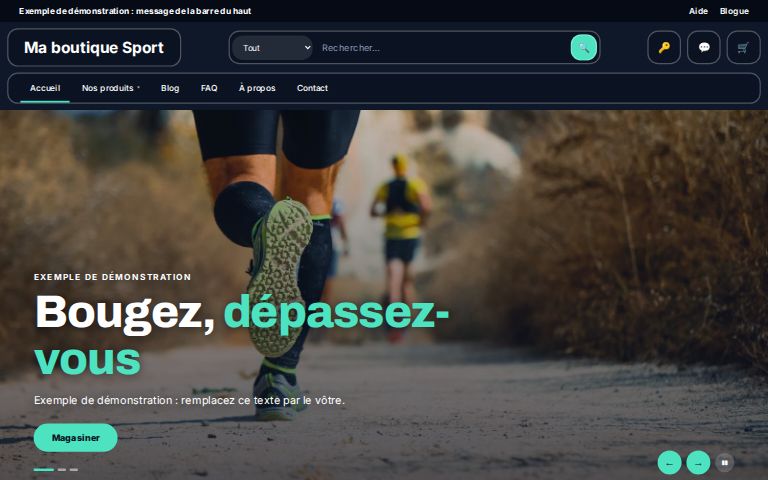 Exemple de démonstration : message de la barre du haut
Aide Blogue
Ma boutique Sport
Tout
Rechercher...
Accueil Nos produits Blog FAQ À propos Contact
EXEMPLE DE DÉMONSTRATION
Bougez, dépassez-
vous
Exemple de démonstration : remplacez ce texte par le vôtre.
Magasiner